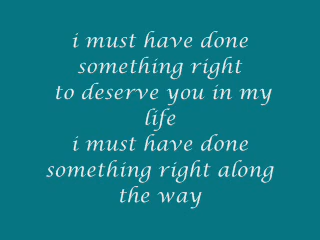 i must have done
something right
to deserve you in my
life
i must have done
something right along
the way